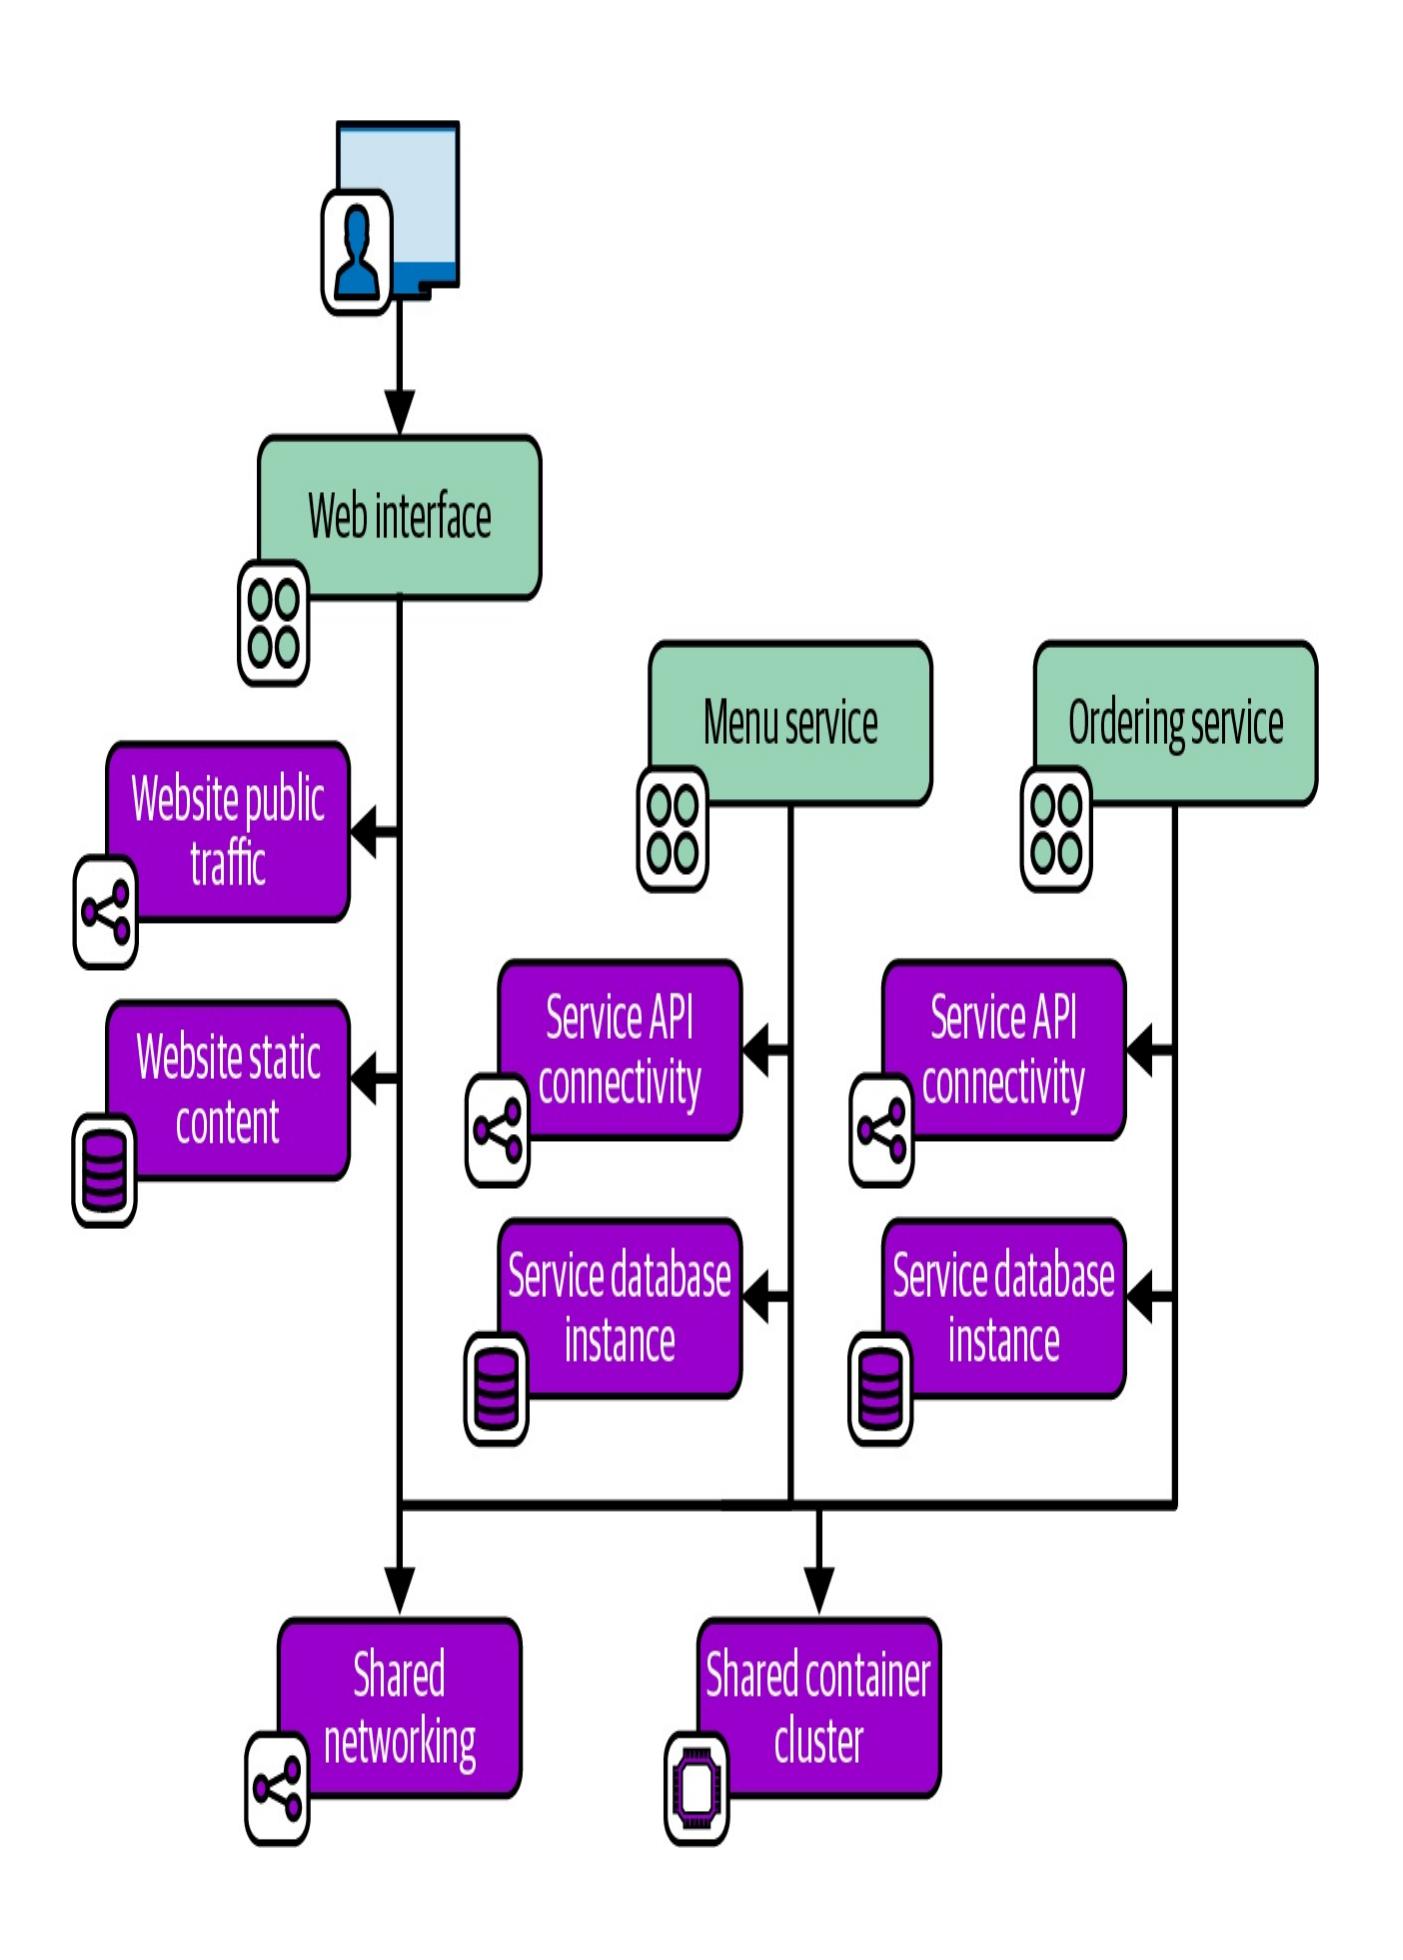 Web interface
Menu service
Ordering service
Website public
traffic
Website static
content
Service API
connectivity
Service API
connectivity
Service database
instance
Service database
instance
Shared
networking
Shared container
cluster